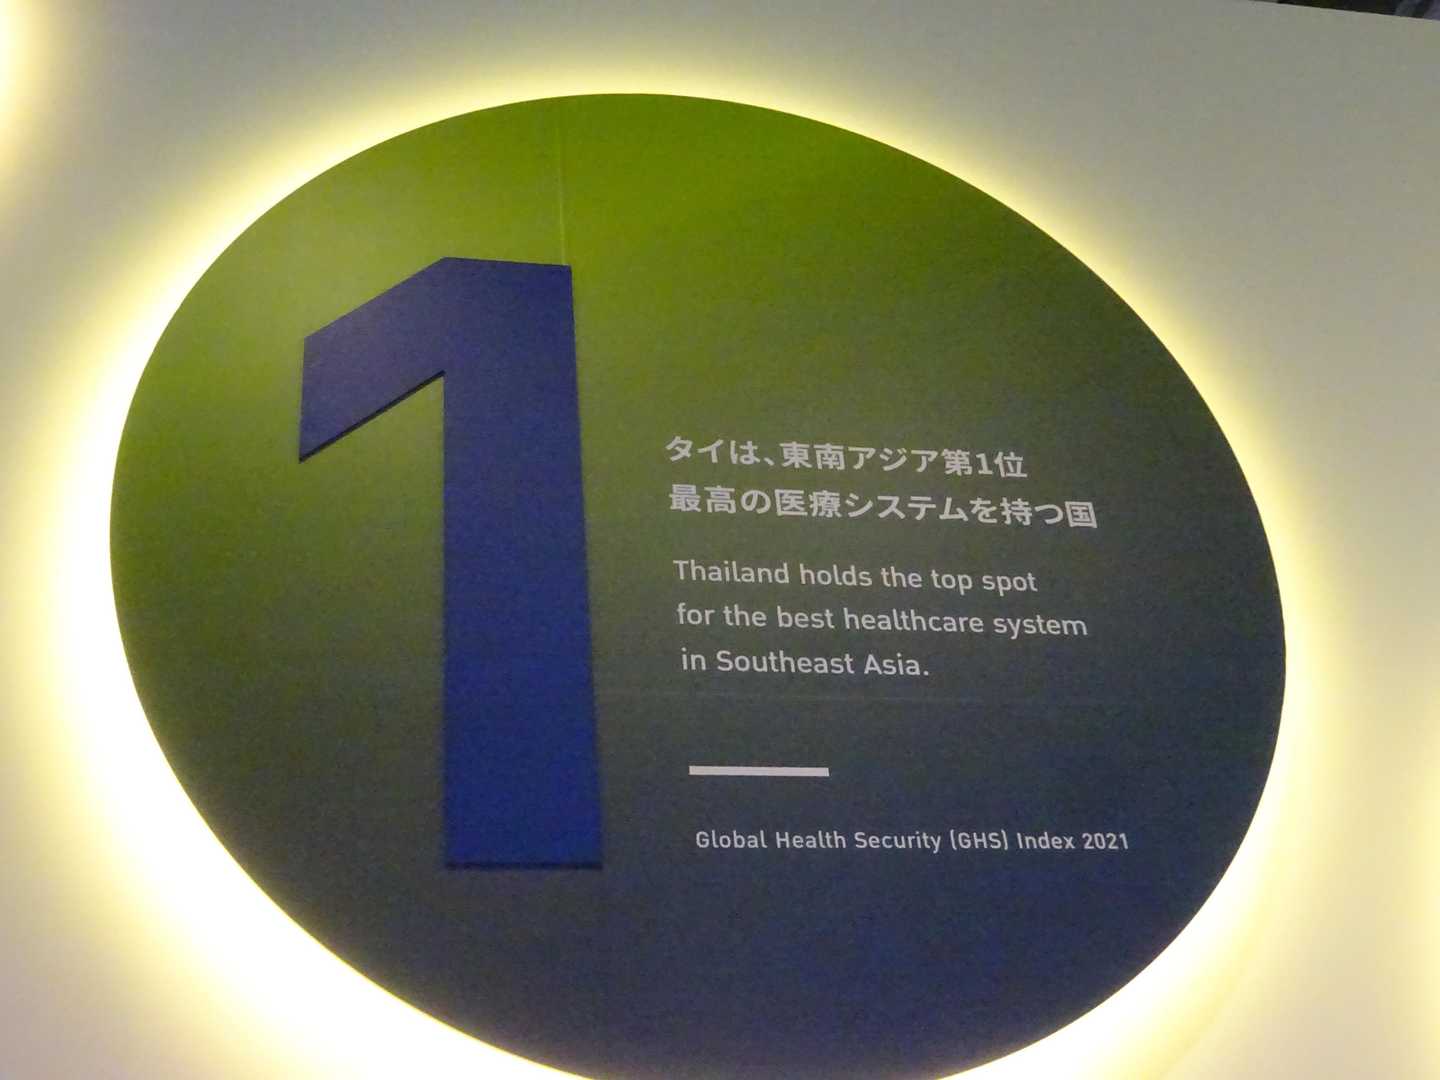 1
タイは、東南アジア第1位
最高の医療システムを持つ国
Thailand holds the top spot
for the best healthcare system
in Southeast Asia.
Global Health Security (GHS) Index 2021